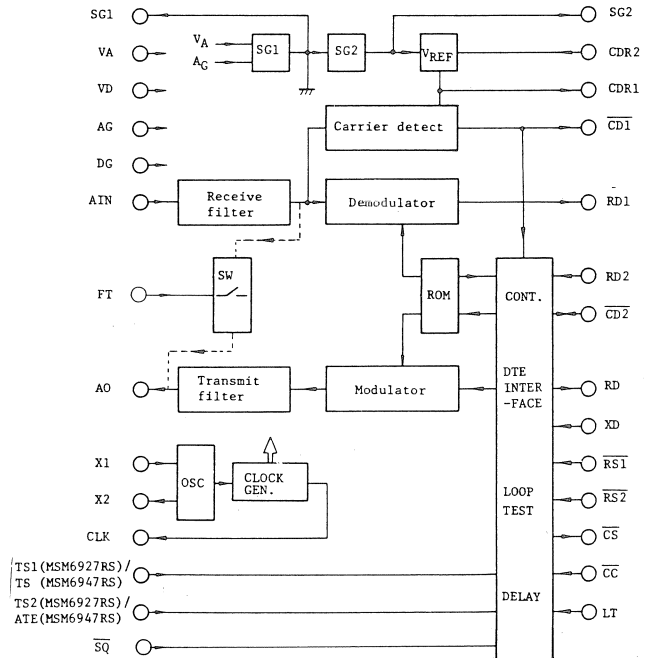 SG1
SG2
VA
VA
AG
SG1
SG2
VREF
CDR2
VD
CDR1
AG
Carrier detect
CD1
DG
AIN
Receive
filter
Demodulator
RD1
SW
FT
ROM
CONT.
RD2
CD2
AO
Transmit
filter
Modulator
DTE
INTER
-FACE
RD
XD
X1
OSC
CLOCK
GEN.
RS1
X2
LOOP
TEST
RS2
CLK
CS
TS1(MSM6927RS)/
TS (MSM6947RS)
CC
TS2(MSM6927RS)/
ATE(MSM6947RS)
DELAY
LT
SQ